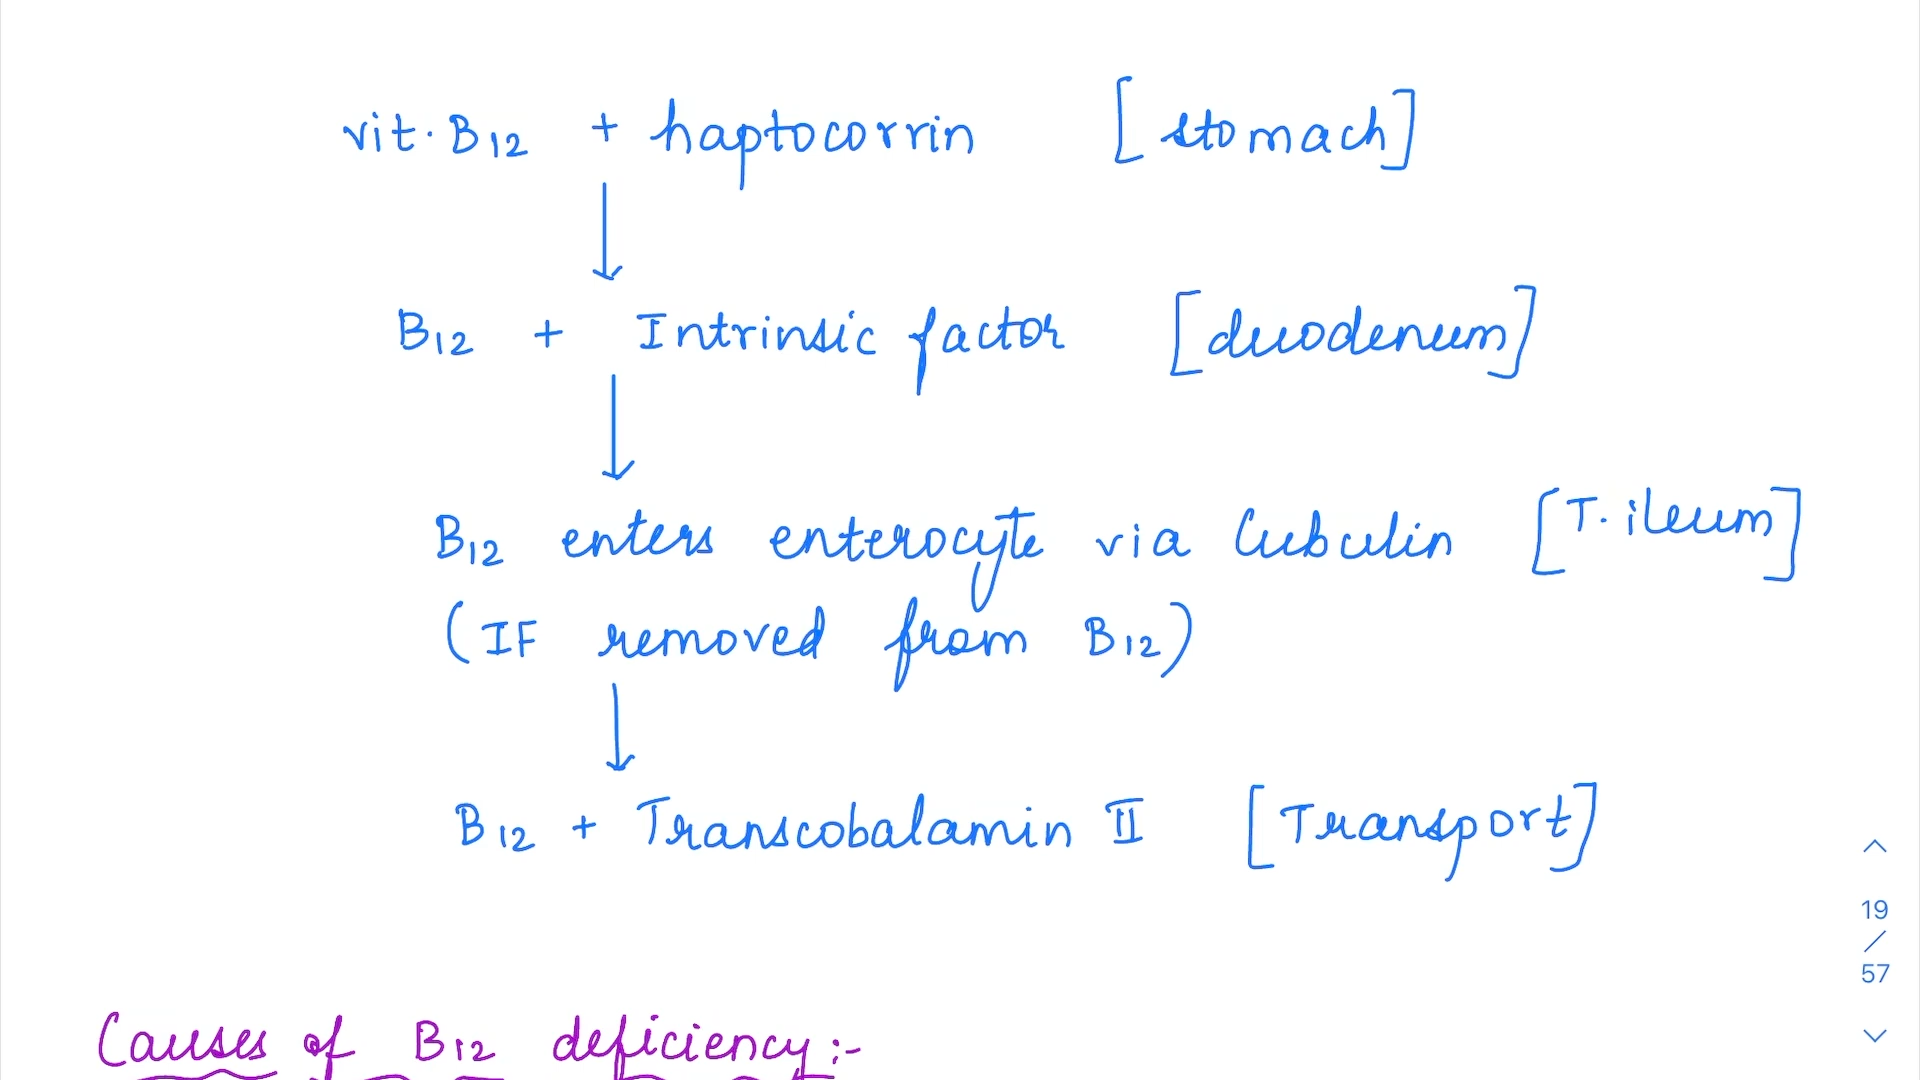 vit. B12 + haptocorrin [stomach]
↓
B12 + Intrinsic factor [duodenum]
↓
B12 enters enterocyte via Cubulin [T. ileum]
(IF removed from B12)
↓
B12 + Transcobalamin II [Transport]
19
/
57
Causes of B12 deficiency :-